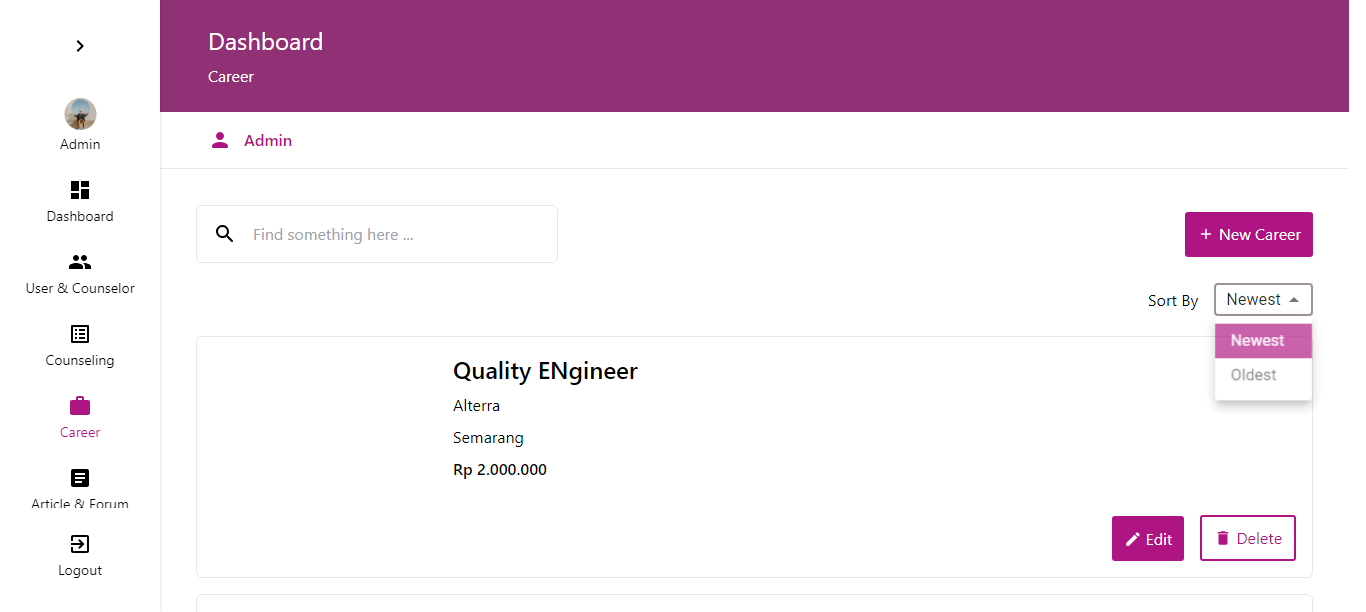 Dashboard
Career
Admin
Admin
Dashboard
User & Counselor
Counseling
Career
Article & Forum
Logout
Find something here ...
+ New Career
Sort By
Newest
Newest
Oldest
Quality ENgineer
Alterra
Semarang
Rp 2.000.000
Edit
Delete